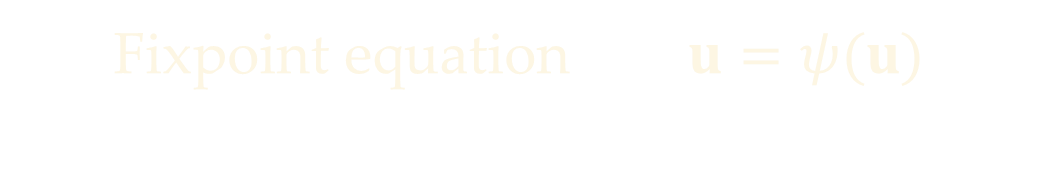 Fixpoint equation u = ψ(u)